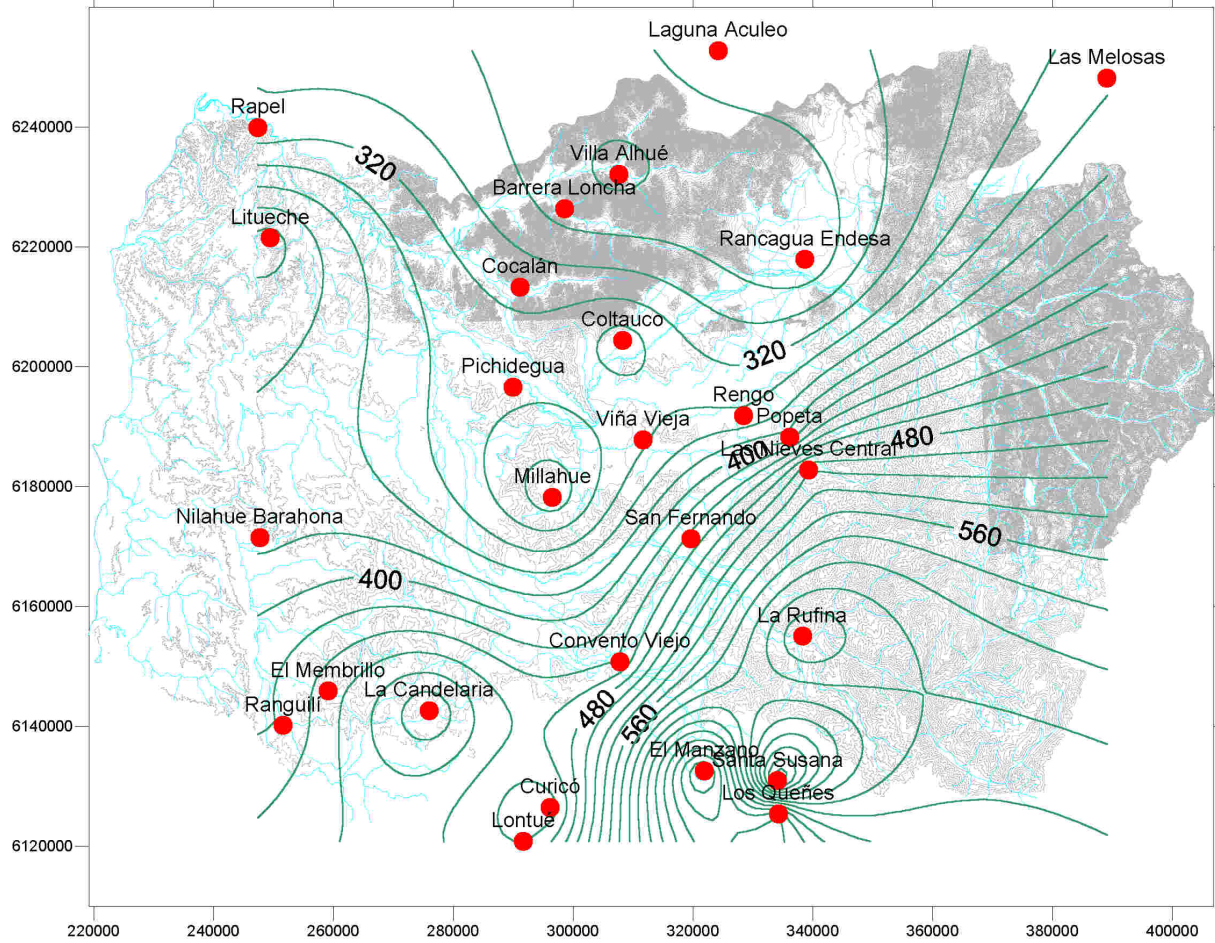 Laguna Aculeo
Las Melosas
Rapel
6240000
320
Villa Alhué
Barrera Loncha
Litueche
6220000
Rancagua Endesa
Cocalán
Coltauco
320
6200000
Pichidegua
Rengo
Viña Vieja
Popeta
400
480
Las Nieves Central
Millahue
6180000
Nilahue Barahona
San Fernando
560
400
6160000
La Rufina
Convento Viejo
El Membrillo
La Candelaria
Ranguilí
480
560
6140000
El Manzano
Santa Susana
Curicó
Los Queñes
Lontué
6120000
220000 240000 260000 280000 300000 320000 340000 360000 380000 400000